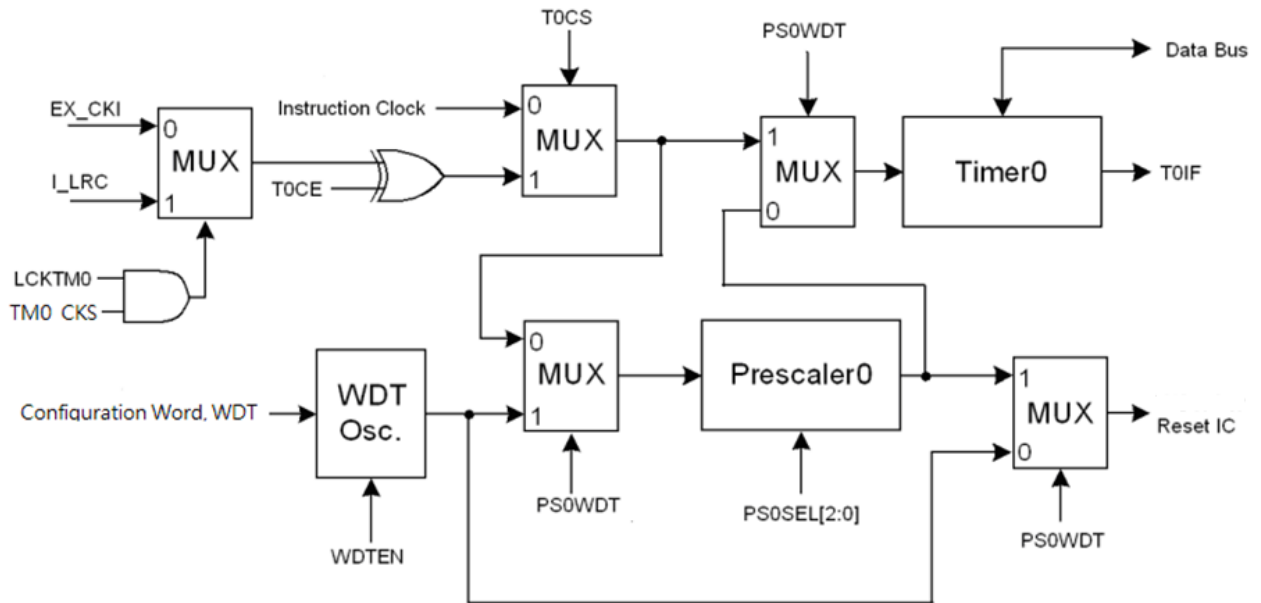 T0CS
PS0WDT
Data Bus
EX_CKI
0
MUX
I_LRC
1
Instruction Clock
0
MUX
1
T0CE
1
MUX
0
Timer0
T0IF
LCKTM0
TM0 CKS
Configuration Word, WDT
WDT
Osc.
WDTEN
0
MUX
1
PS0WDT
Prescaler0
PS0SEL[2:0]
1
MUX
0
Reset IC
PS0WDT